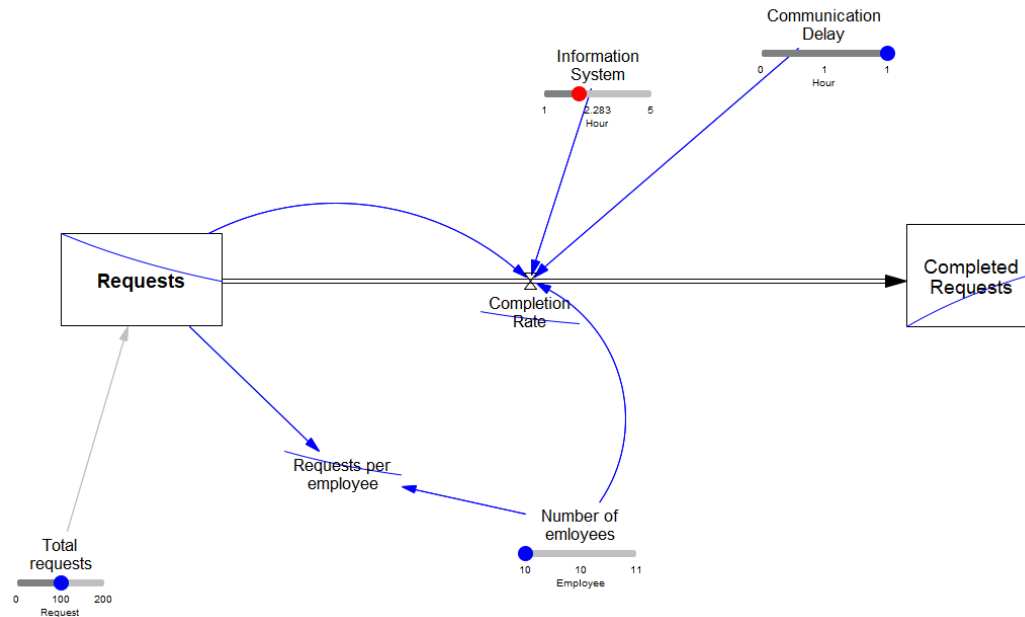 Communication
Delay
0 1 1
Hour
Information
System
1 2.283 5
Hour
Requests
Completed
Requests
Completion
Rate
Requests per
employee
Number of
emloyees
10 10 11
Employee
Total
requests
0 100 200
Request